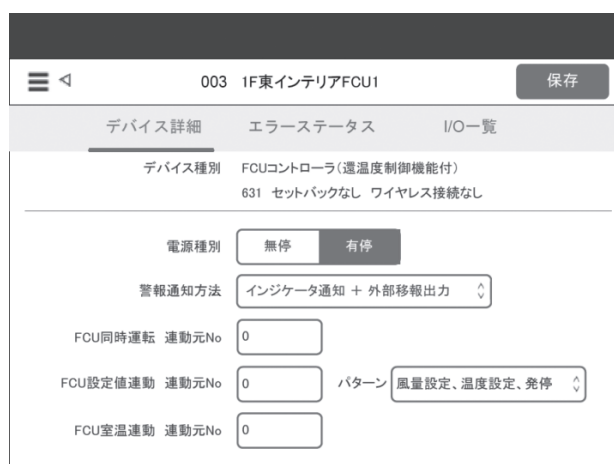 003 1F東インテリアFCU1 保存
デバイス詳細 エラーステータス I/O一覧
デバイス種別 FCUコントローラ(還温度制御機能付)
631 セットバックなし ワイヤレス接続なし
電源種別 無停 有停
警報通知方法 インジケータ通知 + 外部移報出力
FCU同時運転 連動元No 0
FCU設定値連動 連動元No 0 パターン 風量設定、温度設定、発停
FCU室温連動 連動元No 0